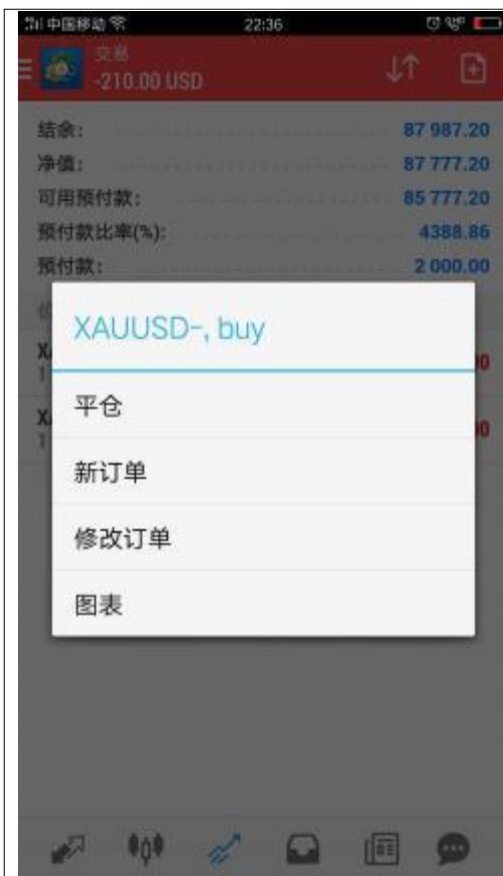 中国移动 22:36
交易
-210.00 USD
结余: 87 987.20
净值: 87 777.20
可用预付款: 85 777.20
预付款比率(%): 4388.86
预付款: 2 000.00
XAUUSD-, buy
平仓
新订单
修改订单
图表